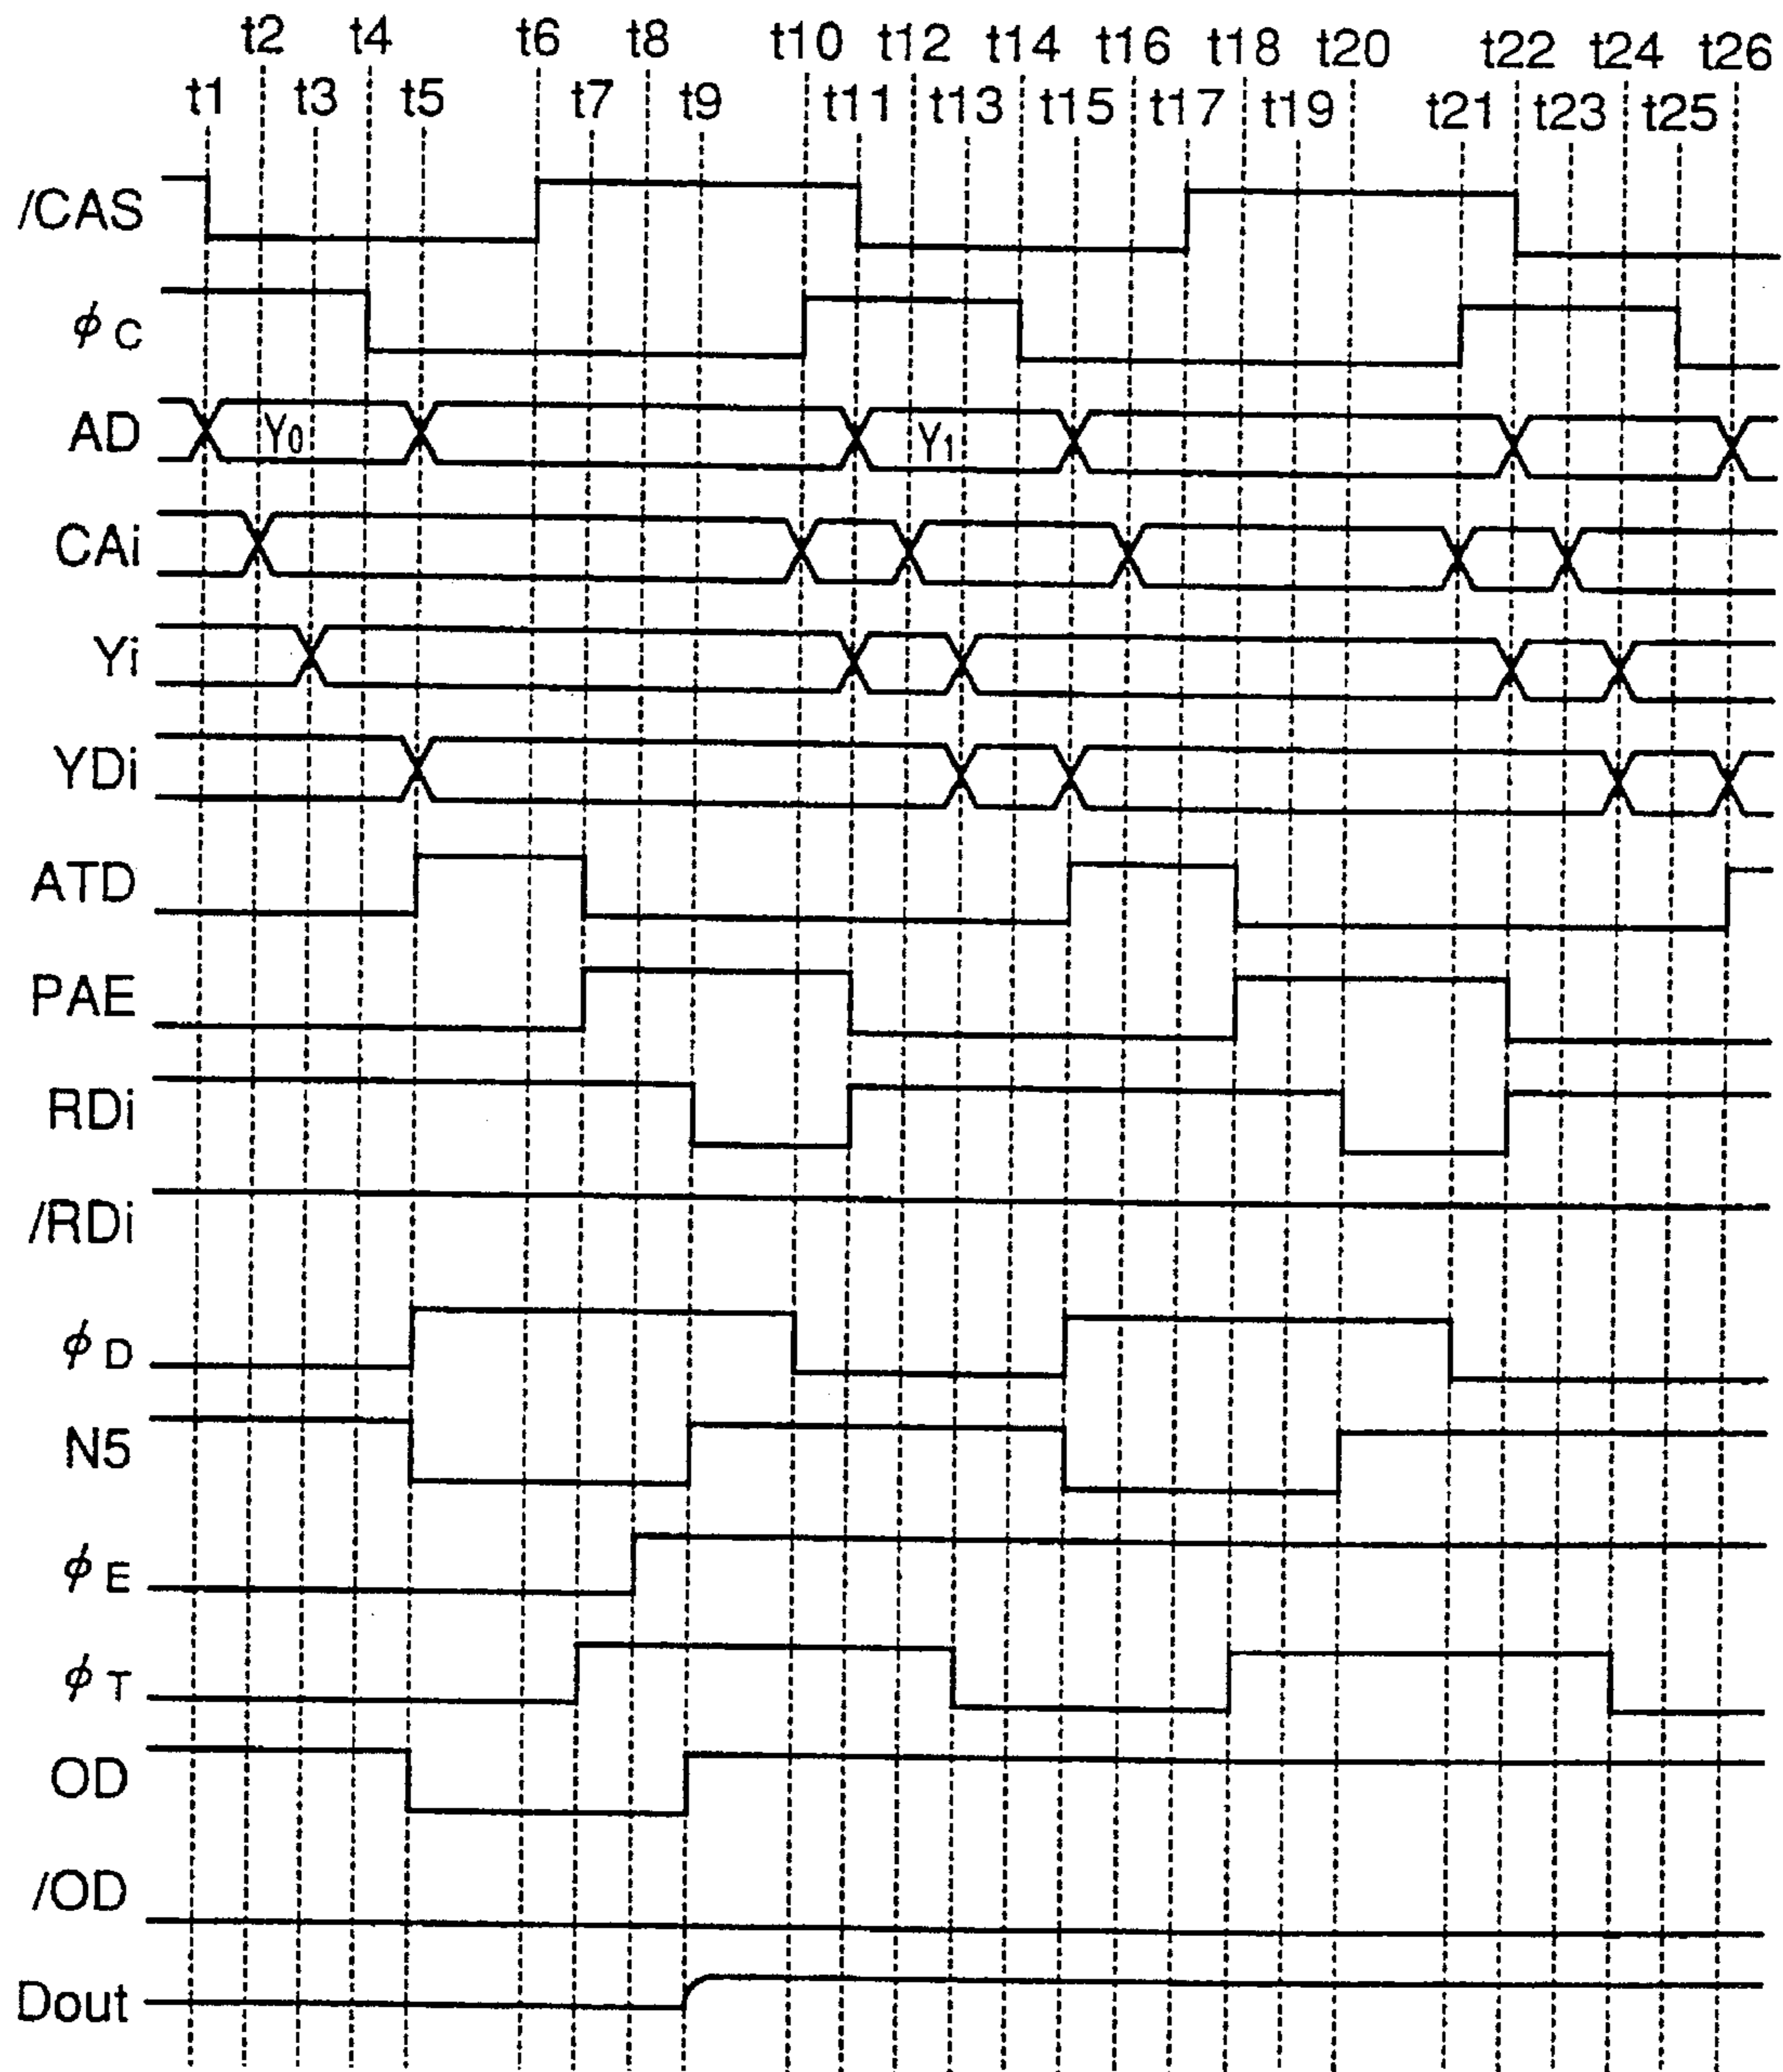 t2 t4 t6 t8 t10 t12 t14 t16 t18 t20 t22 t24 t26
t1 t3 t5 t7 t9 t11 t13 t15 t17 t19 t21 t23 t25
/CAS
ϕC
AD Y0 Y1
CAi
Yi
YDi
ATD
PAE
RDi
/RDi
ϕD
N5
ϕE
ϕT
OD
/OD
Dout